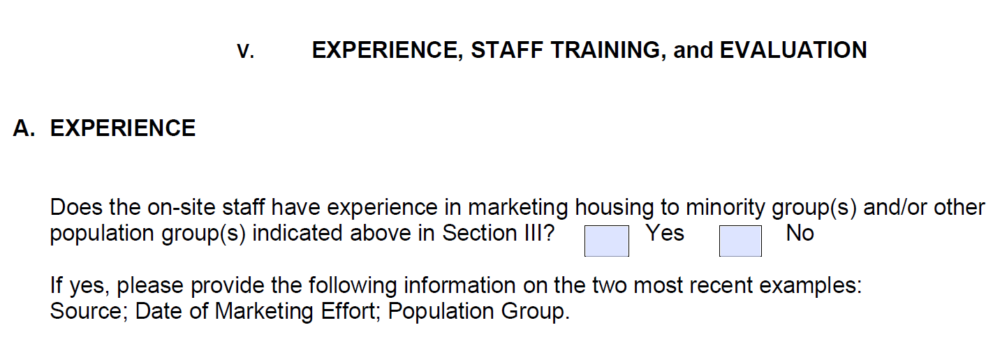 V. EXPERIENCE, STAFF TRAINING, and EVALUATION
A. EXPERIENCE
Does the on-site staff have experience in marketing housing to minority group(s) and/or other
population group(s) indicated above in Section III? Yes No
If yes, please provide the following information on the two most recent examples:
Source; Date of Marketing Effort; Population Group.